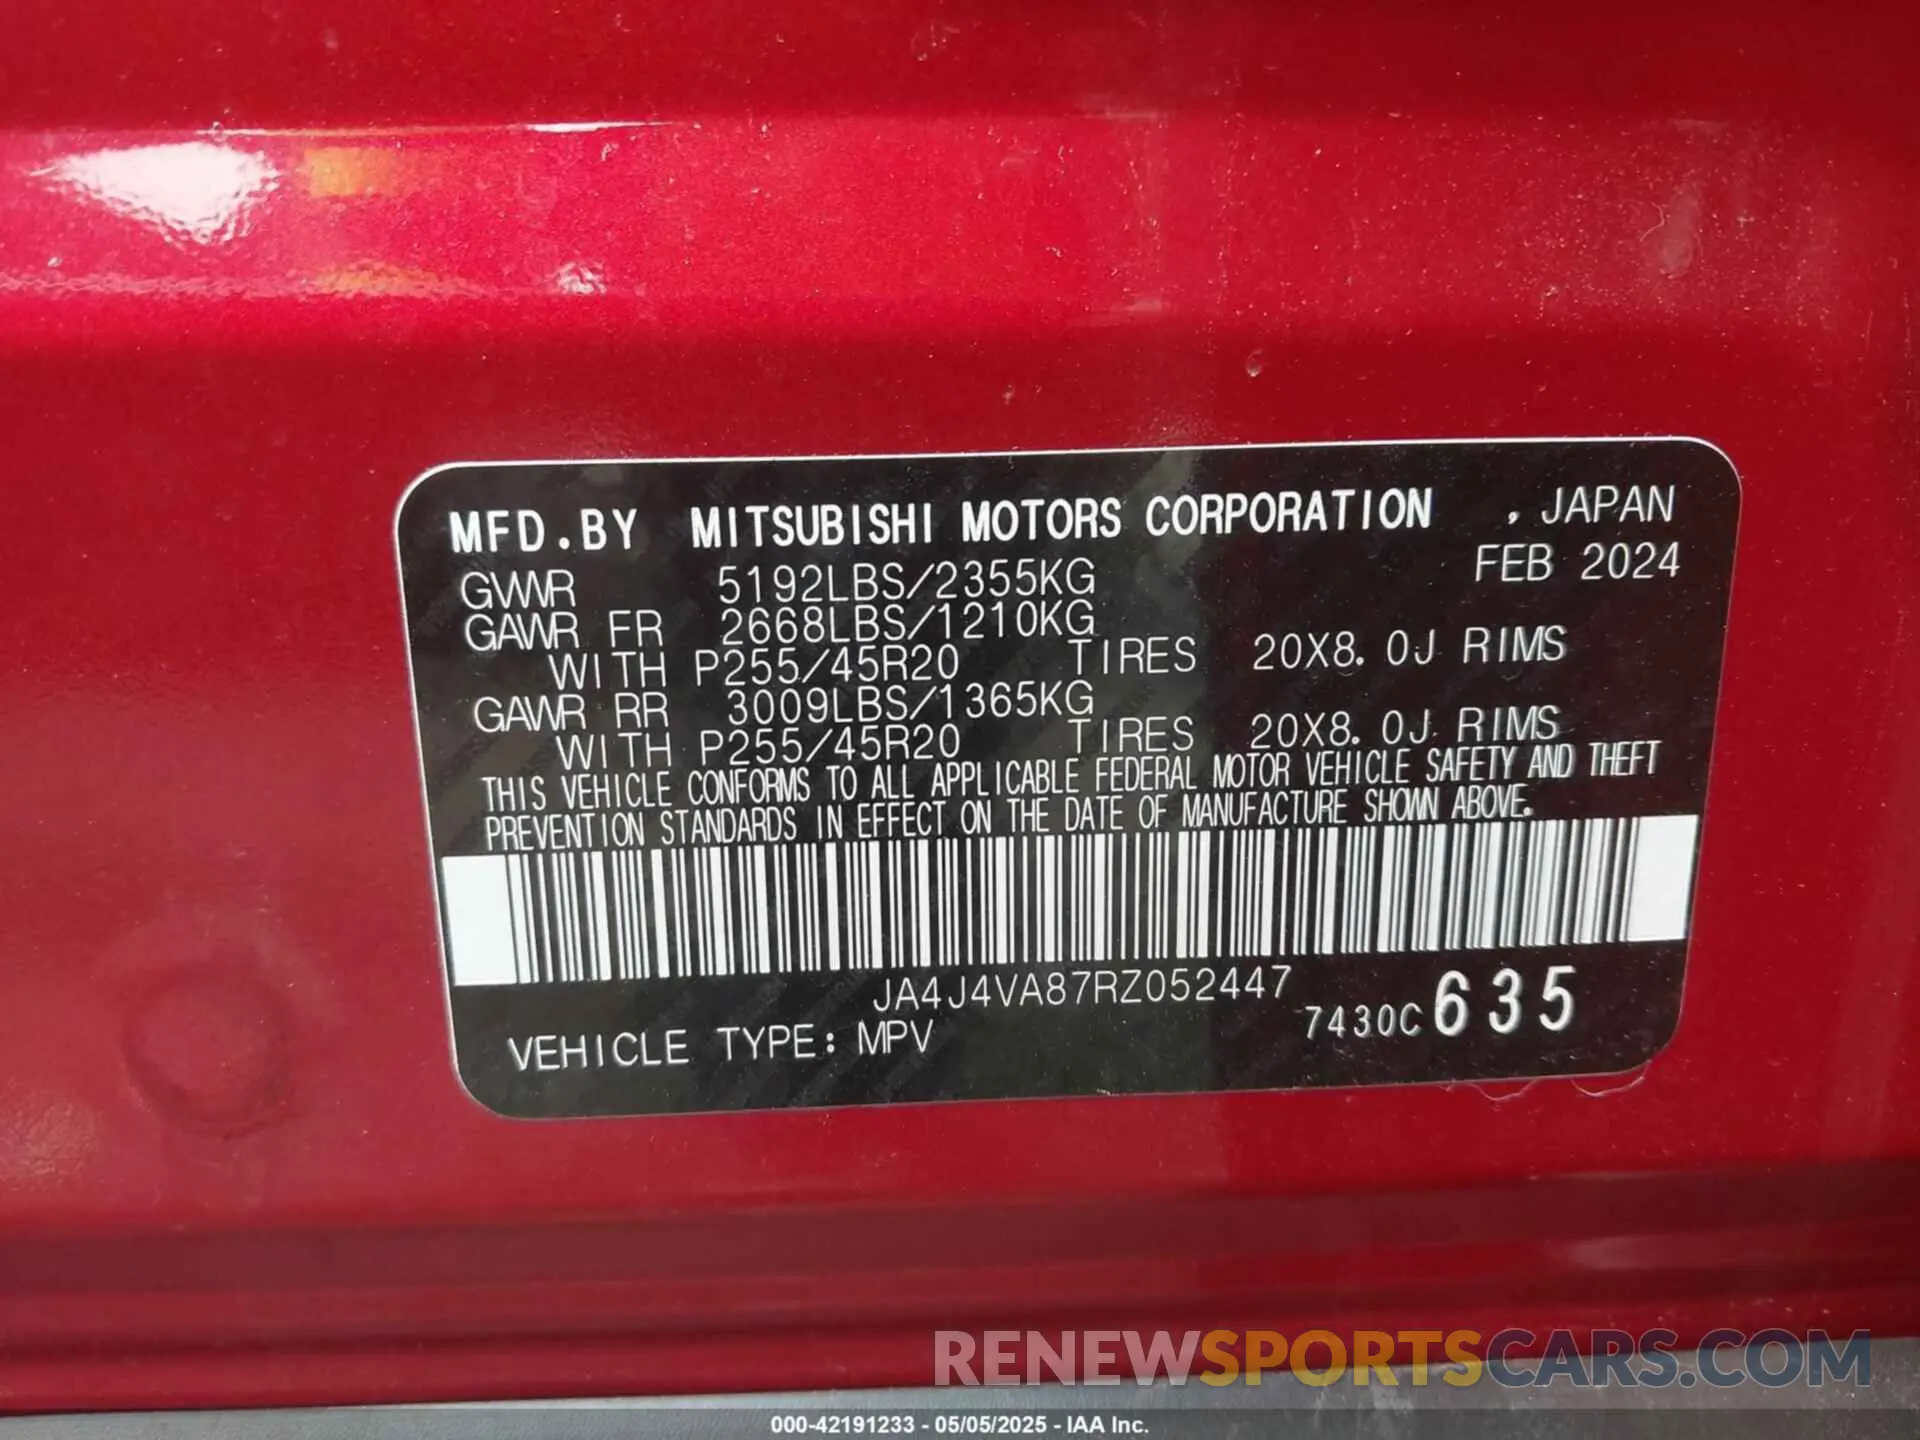 MFD.BY MITSUBISHI MOTORS CORPORATION , JAPAN
FEB 2024
GVWR 5192LBS/2355KG
GAWR FR 2668LBS/1210KG
WITH P255/45R20 TIRES 20X8.0J RIMS
GAWR RR 3009LBS/1365KG
WITH P255/45R20 TIRES 20X8.0J RIMS
THIS VEHICLE CONFORMS TO ALL APPLICABLE FEDERAL MOTOR VEHICLE SAFETY AND THEFT
PREVENTION STANDARDS IN EFFECT ON THE DATE OF MANUFACTURE SHOWN ABOVE.
JA4J4VA87RZ052447
7430C 635
VEHICLE TYPE: MPV
RENEWSPORTSCARS.COM
000-42191233 - 05/05/2025 - IAA Inc.